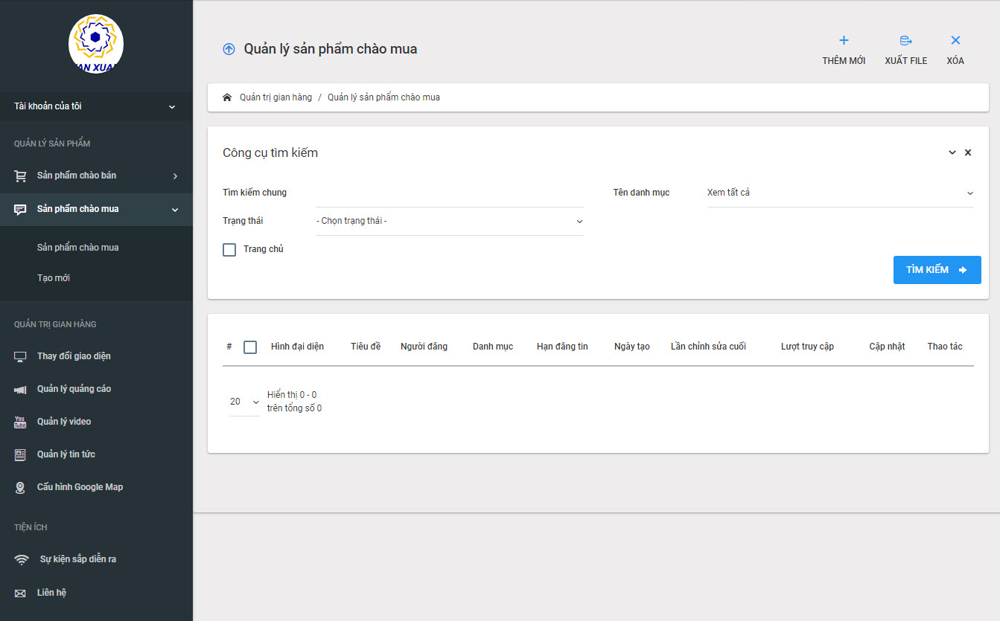 AN XUA
Tài khoản của tôi
QUẢN LÝ SẢN PHẨM
Sản phẩm chào bán
Sản phẩm chào mua
Sản phẩm chào mua
Tạo mới
QUẢN TRỊ GIAN HÀNG
Thay đổi giao diện
Quản lý quảng cáo
You Tube Quản lý video
Quản lý tin tức
Cấu hình Google Map
TIỆN ÍCH
Sự kiện sắp diễn ra
Liên hệ
Quản lý sản phẩm chào mua
THÊM MỚI XUẤT FILE XÓA
Quản trị gian hàng / Quản lý sản phẩm chào mua
Công cụ tìm kiếm
Tìm kiếm chung Tên danh mục Xem tất cả
Trạng thái - Chọn trạng thái -
Trang chủ
TÌM KIẾM
# Hình đại diện Tiêu đề Người đăng Danh mục Hạn đăng tin Ngày tạo Lần chỉnh sửa cuối Lượt truy cập Cập nhật Thao tác
20 Hiển thị 0 - 0
trên tổng số 0